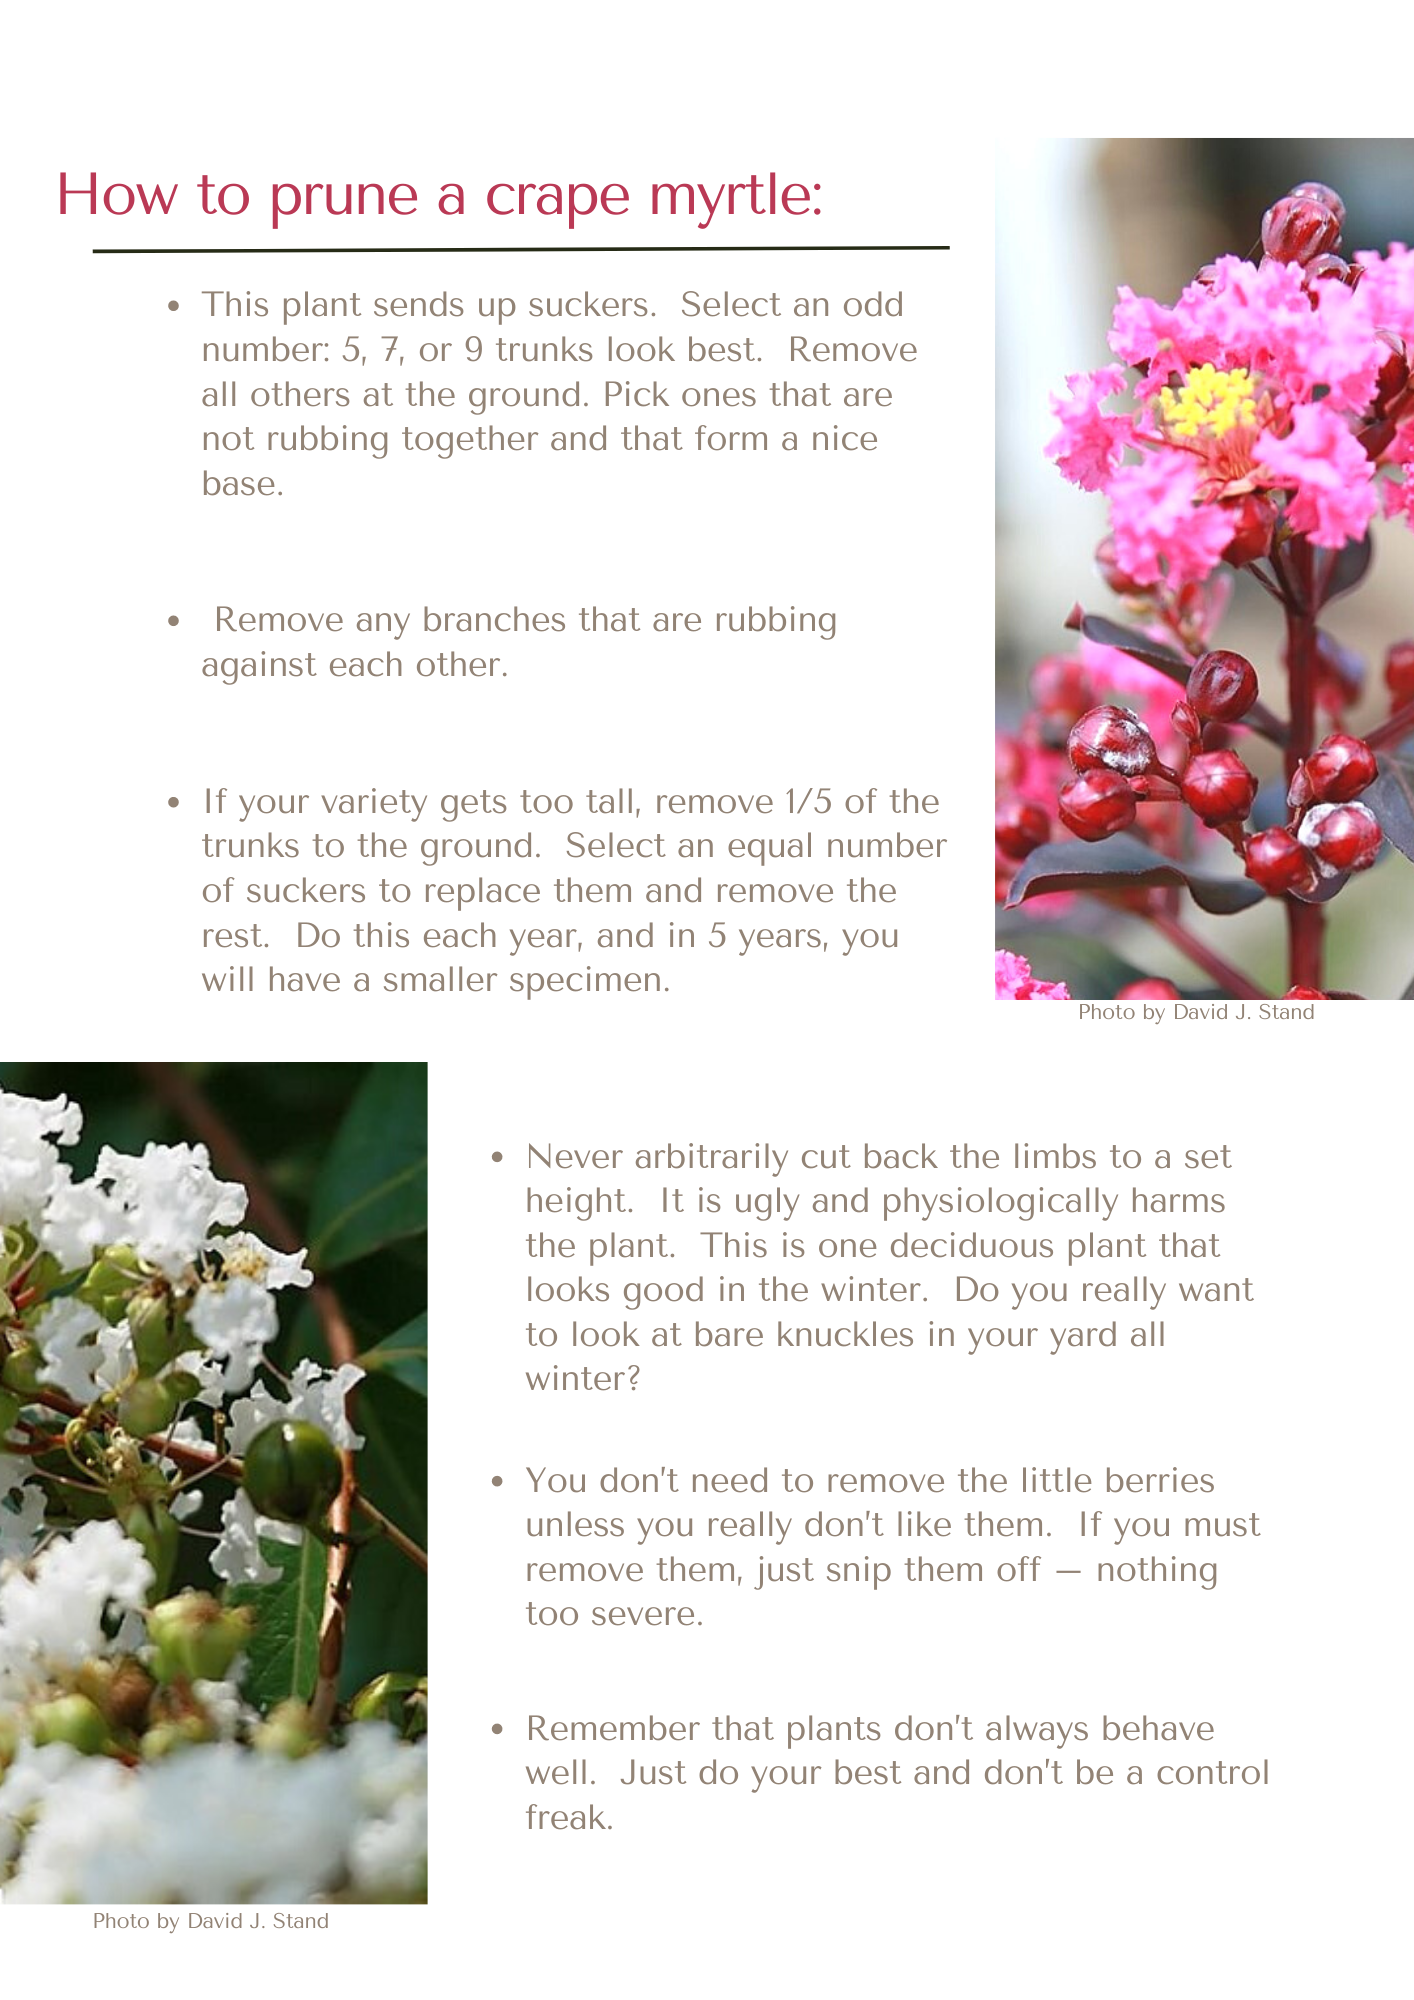 How to prune a crape myrtle:
• This plant sends up suckers. Select an odd
number: 5, 7, or 9 trunks look best. Remove
all others at the ground. Pick ones that are
not rubbing together and that form a nice
base.
• Remove any branches that are rubbing
against each other.
• If your variety gets too tall, remove 1/5 of the
trunks to the ground. Select an equal number
of suckers to replace them and remove the
rest. Do this each year, and in 5 years, you
will have a smaller specimen.
Photo by David J. Stand
• Never arbitrarily cut back the limbs to a set
height. It is ugly and physiologically harms
the plant. This is one deciduous plant that
looks good in the winter. Do you really want
to look at bare knuckles in your yard all
winter?
• You don't need to remove the little berries
unless you really don't like them. If you must
remove them, just snip them off – nothing
too severe.
• Remember that plants don't always behave
well. Just do your best and don't be a control
freak.
Photo by David J. Stand